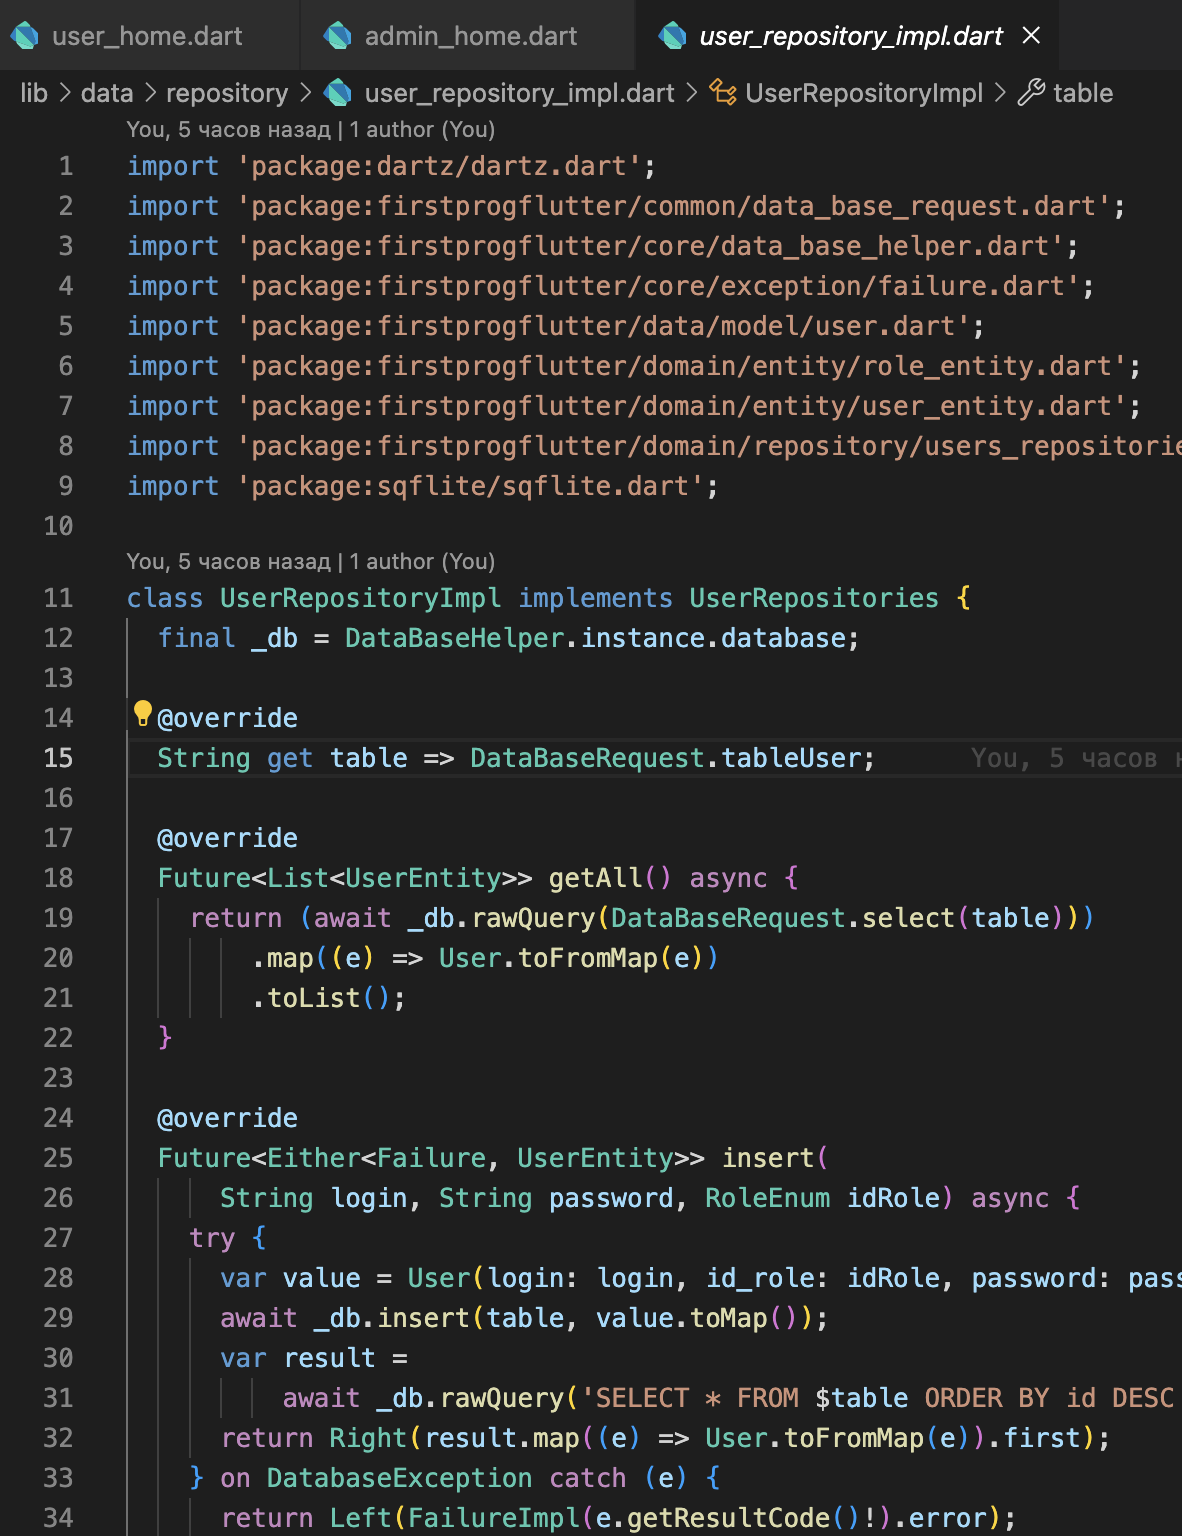 user_home.dart admin_home.dart user_repository_impl.dart
lib > data > repository > user_repository_impl.dart > UserRepositoryImpl > table
You, 5 часов назад | 1 author (You)
1 import 'package:dartz/dartz.dart';
2 import 'package:firstprogflutter/common/data_base_request.dart';
3 import 'package:firstprogflutter/core/data_base_helper.dart';
4 import 'package:firstprogflutter/core/exception/failure.dart';
5 import 'package:firstprogflutter/data/model/user.dart';
6 import 'package:firstprogflutter/domain/entity/role_entity.dart';
7 import 'package:firstprogflutter/domain/entity/user_entity.dart';
8 import 'package:firstprogflutter/domain/repository/users_repositorie
9 import 'package:sqflite/sqflite.dart';
10
You, 5 часов назад | 1 author (You)
11 class UserRepositoryImpl implements UserRepositories {
12 final _db = DataBaseHelper.instance.database;
13
14 @override
15 String get table => DataBaseRequest.tableUser; You, 5 часов
16
17 @override
18 Future<List<UserEntity>> getAll() async {
19 return (await _db.rawQuery(DataBaseRequest.select(table)))
20 .map((e) => User.toFromMap(e))
21 .toList();
22 }
23
24 @override
25 Future<Either<Failure, UserEntity>> insert(
26 String login, String password, RoleEnum idRole) async {
27 try {
28 var value = User(login: login, id_role: idRole, password: pass
29 await _db.insert(table, value.toMap());
30 var result =
31 await _db.rawQuery('SELECT * FROM $table ORDER BY id DESC
32 return Right(result.map((e) => User.toFromMap(e)).first);
33 } on DatabaseException catch (e) {
34 return Left(FailureImpl(e.getResultCode()!).error);